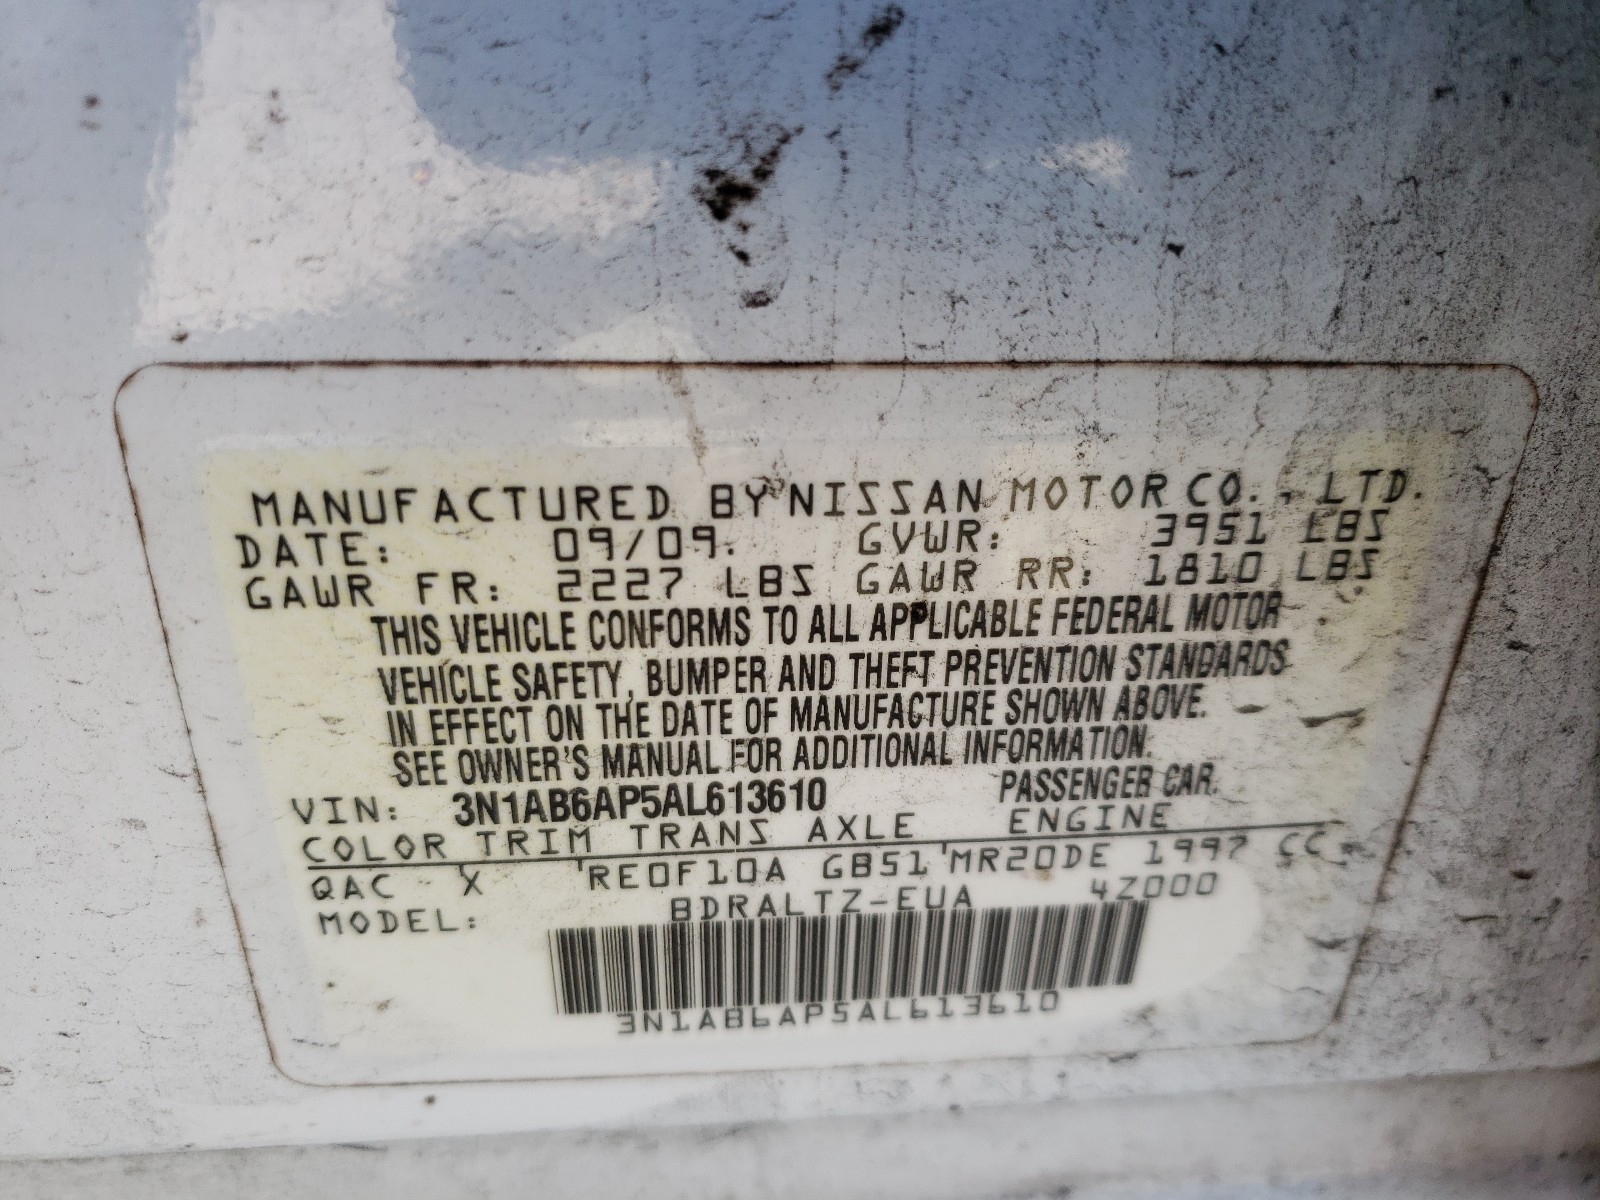 MANUFACTURED BY NISSAN MOTOR CO., LTD.
DATE: 09/09. GVWR: 3951 LBS
GAWR FR: 2227 LBS GAWR RR: 1810 LBS
THIS VEHICLE CONFORMS TO ALL APPLICABLE FEDERAL MOTOR
VEHICLE SAFETY, BUMPER AND THEFT PREVENTION STANDARDS
IN EFFECT ON THE DATE OF MANUFACTURE SHOWN ABOVE.
SEE OWNER'S MANUAL FOR ADDITIONAL INFORMATION.
VIN: 3N1AB6AP5AL613610 PASSENGER CAR.
COLOR TRIM TRANS AXLE ENGINE
QAC X RE0F10A GB51 MR20DE 1997 CC
MODEL: BDRALTZ-EUA 4Z000
3N1AB6AP5AL613610